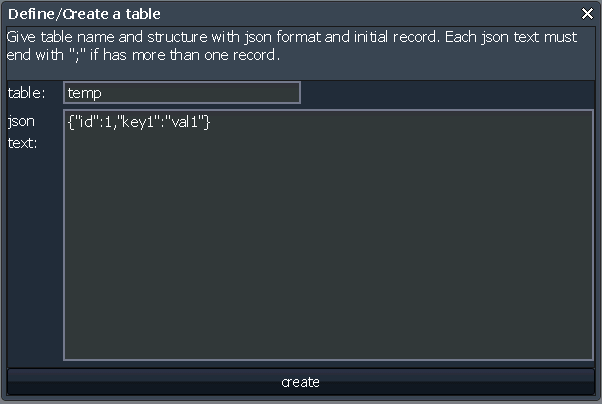 Define/Create a table
Give table name and structure with json format and initial record. Each json text must
end with ";" if has more than one record.
table:
temp
json
text:
{"id":1,"key1":"val1"}
create